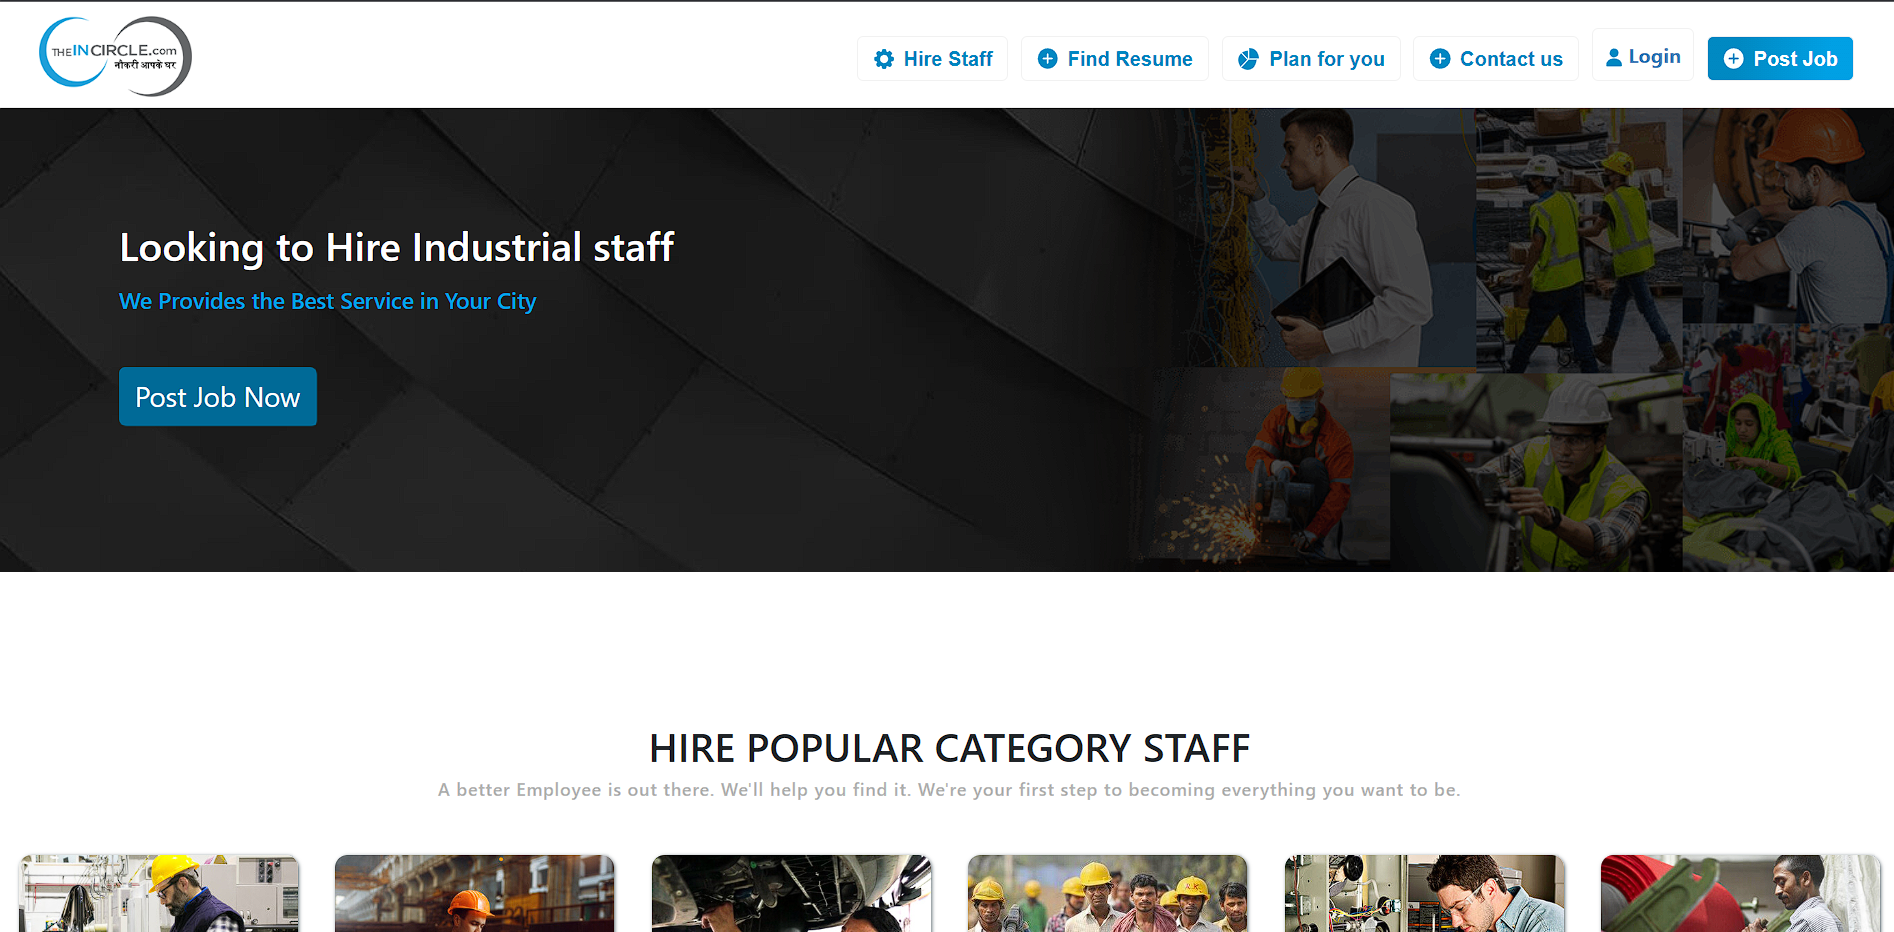 THEINCIRCLE.com
नौकरी आपके घर
Hire Staff
Find Resume
Plan for you
Contact us
Login
Post Job
Looking to Hire Industrial staff
We Provides the Best Service in Your City
Post Job Now
HIRE POPULAR CATEGORY STAFF
A better Employee is out there. We'll help you find it. We're your first step to becoming everything you want to be.